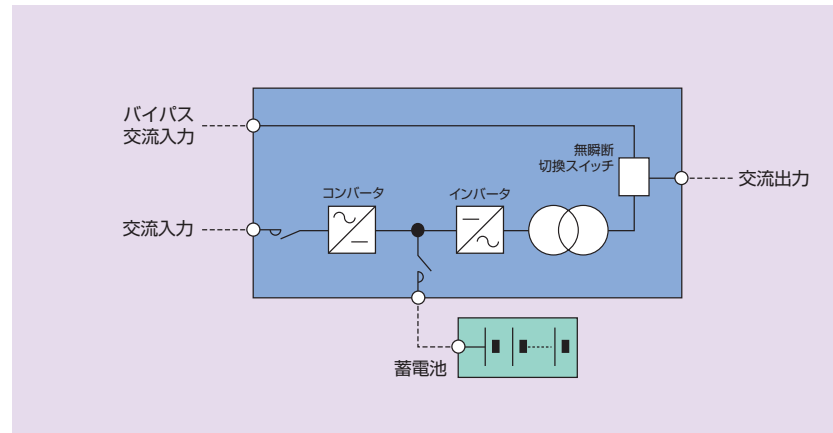 バイパス
交流入力
無瞬断
切換スイッチ
交流出力
コンバータ
インバータ
交流入力
蓄電池